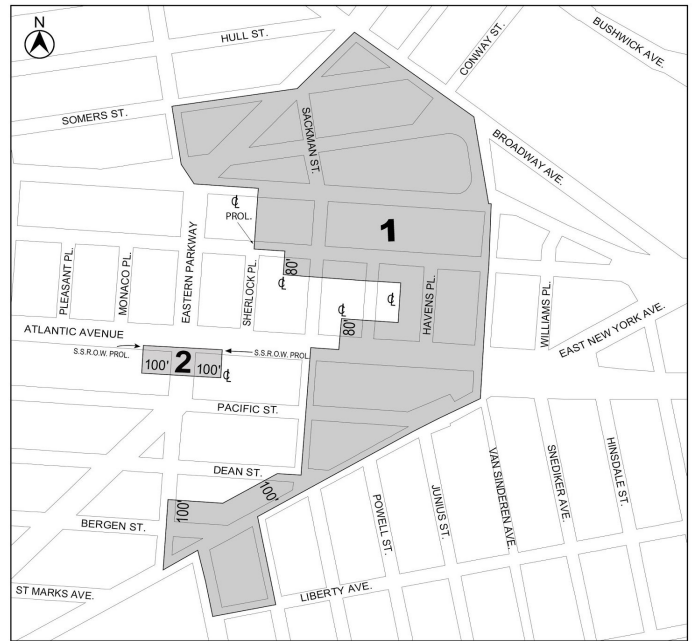 N
HULL ST.
CONWAY ST.
BUSHWICK AVE.
SOMERS ST.
SACKMAN ST.
BROADWAY AVE.
℄
PROL.
1
PLEASANT PL.
MONACO PL.
EASTERN PARKWAY
SHERLOCK PL.
80'
℄
℄
℄
80'
HAVENS PL.
WILLIAMS PL.
EAST NEW YORK AVE.
ATLANTIC AVENUE
S.S.R.O.W. PROL.
2
S.S.R.O.W. PROL.
100'
100'
℄
PACIFIC ST.
DEAN ST.
100'
100'
BERGEN ST.
POWELL ST.
JUNIUS ST.
VAN SINDEREN AVE.
SNEDIKER AVE.
HINSDALE ST.
ST MARKS AVE.
LIBERTY AVE.